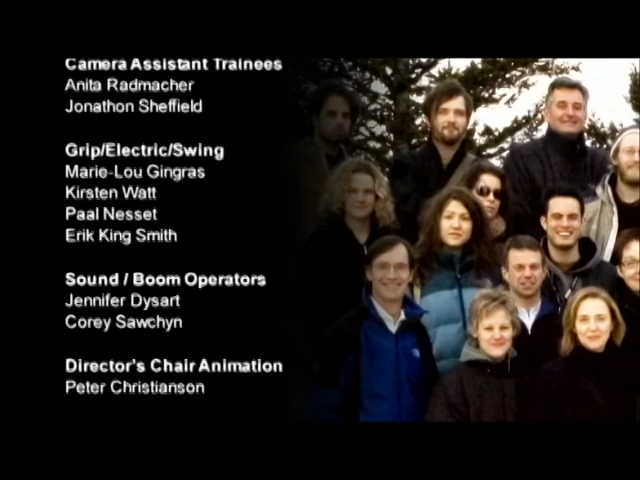 Camera Assistant Trainees
Anita Radmacher
Jonathon Sheffield
Grip/Electric/Swing
Marie-Lou Gingras
Kirsten Watt
Paal Nesset
Erik King Smith
Sound / Boom Operators
Jennifer Dysart
Corey Sawchyn
Director's Chair Animation
Peter Christianson